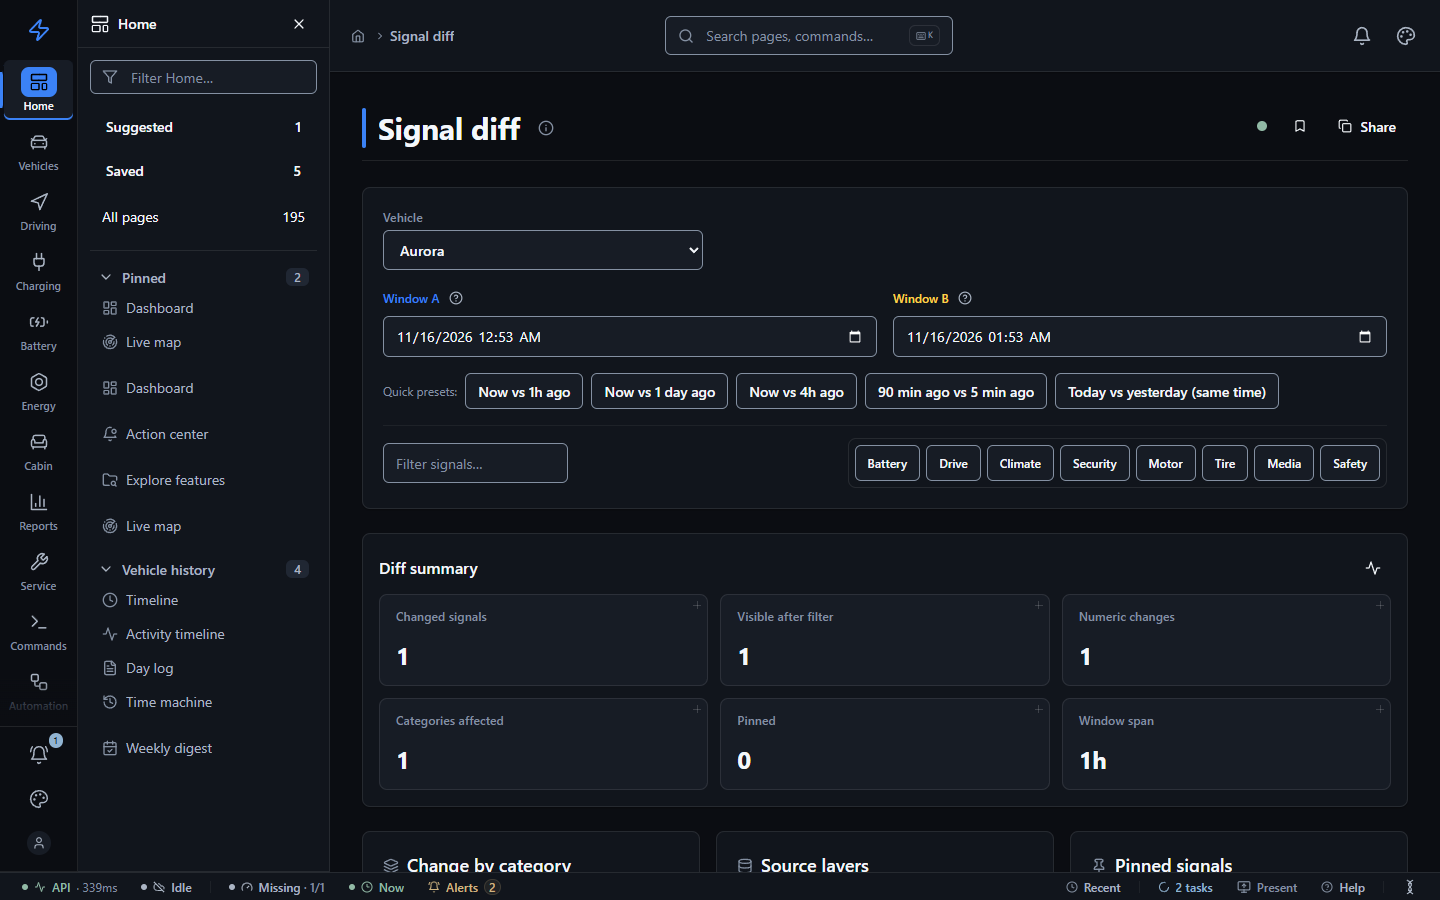 Home
Signal diff
Search pages, commands...
K
Home
Filter Home...
Suggested 1
Saved 5
All pages 195
Pinned 2
Dashboard
Live map
Dashboard
Action center
Explore features
Live map
Vehicle history 4
Timeline
Activity timeline
Day log
Time machine
Weekly digest
Vehicles
Driving
Charging
Battery
Energy
Cabin
Reports
Service
Commands
Automation
1
Signal diff
Share
Vehicle
Aurora
Window A
Window B
11/16/2026 12:53 AM
11/16/2026 01:53 AM
Quick presets: Now vs 1h ago Now vs 1 day ago Now vs 4h ago 90 min ago vs 5 min ago Today vs yesterday (same time)
Filter signals...
Battery Drive Climate Security Motor Tire Media Safety
Diff summary
Changed signals
1
Visible after filter
1
Numeric changes
1
Categories affected
1
Pinned
0
Window span
1h
Change by category
Source layers
Pinned signals
API · 339ms Idle Missing · 1/1 Now Alerts 2 Recent 2 tasks Present Help